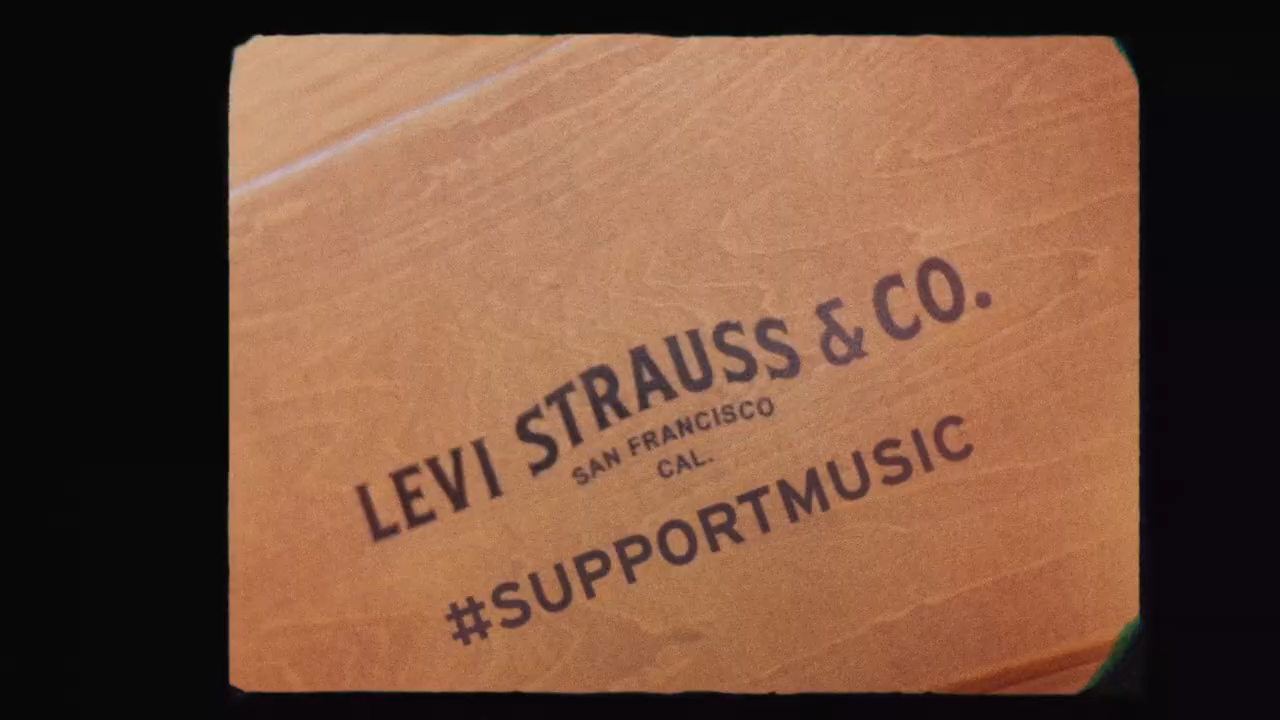 LEVI STRAUSS & CO.
SAN FRANCISCO
CAL.
#SUPPORTMUSIC